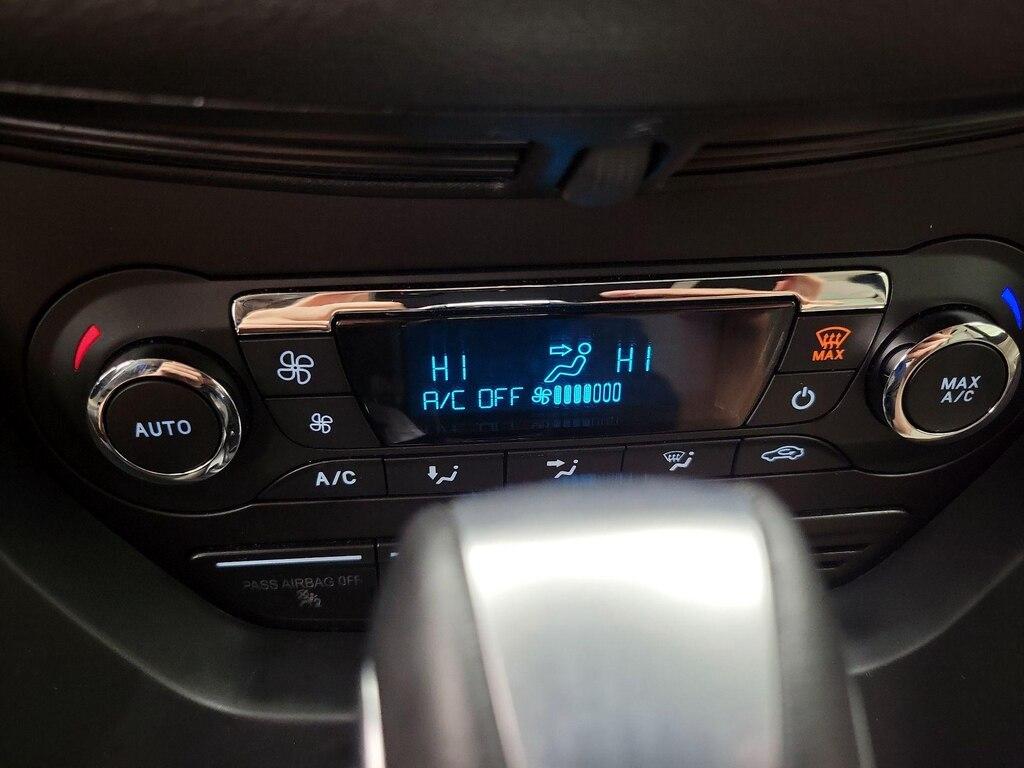 HI HI
A/C OFF
MAX
AUTO
MAX
A/C
A/C
PASS AIRBAG OFF